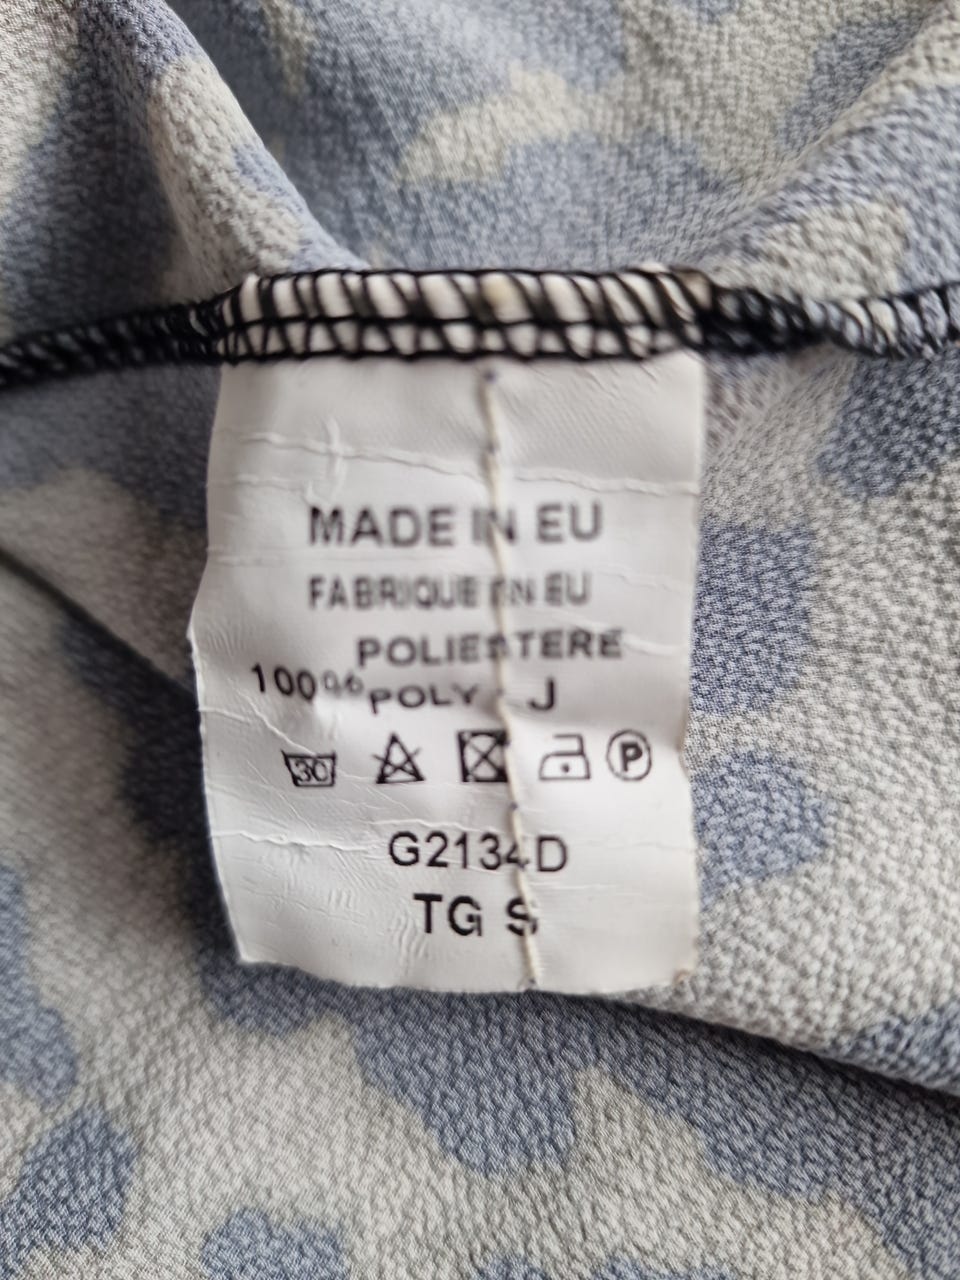 MADE IN EU
FABRIQUE EN EU
POLIESTERE
100% POLY J
30 P
G2134D
TG S